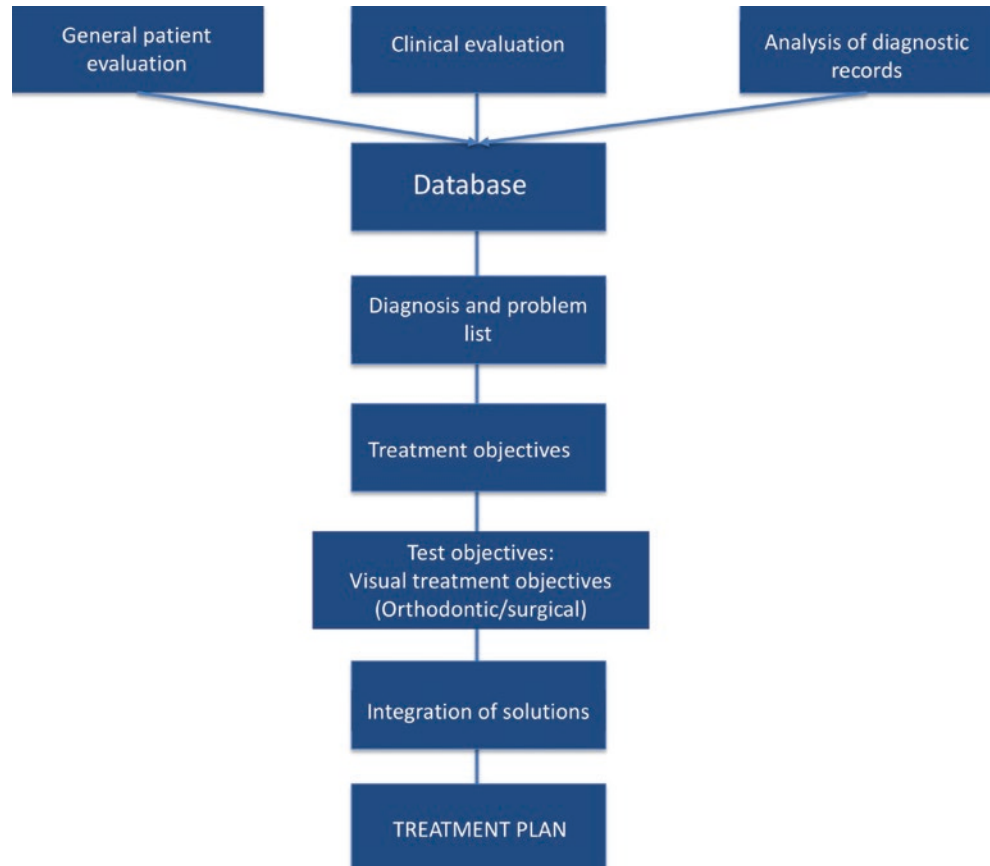 General patient
evaluation
Clinical evaluation
Analysis of diagnostic
records
Database
Diagnosis and problem
list
Treatment objectives
Test objectives:
Visual treatment objectives
(Orthodontic/surgical)
Integration of solutions
TREATMENT PLAN